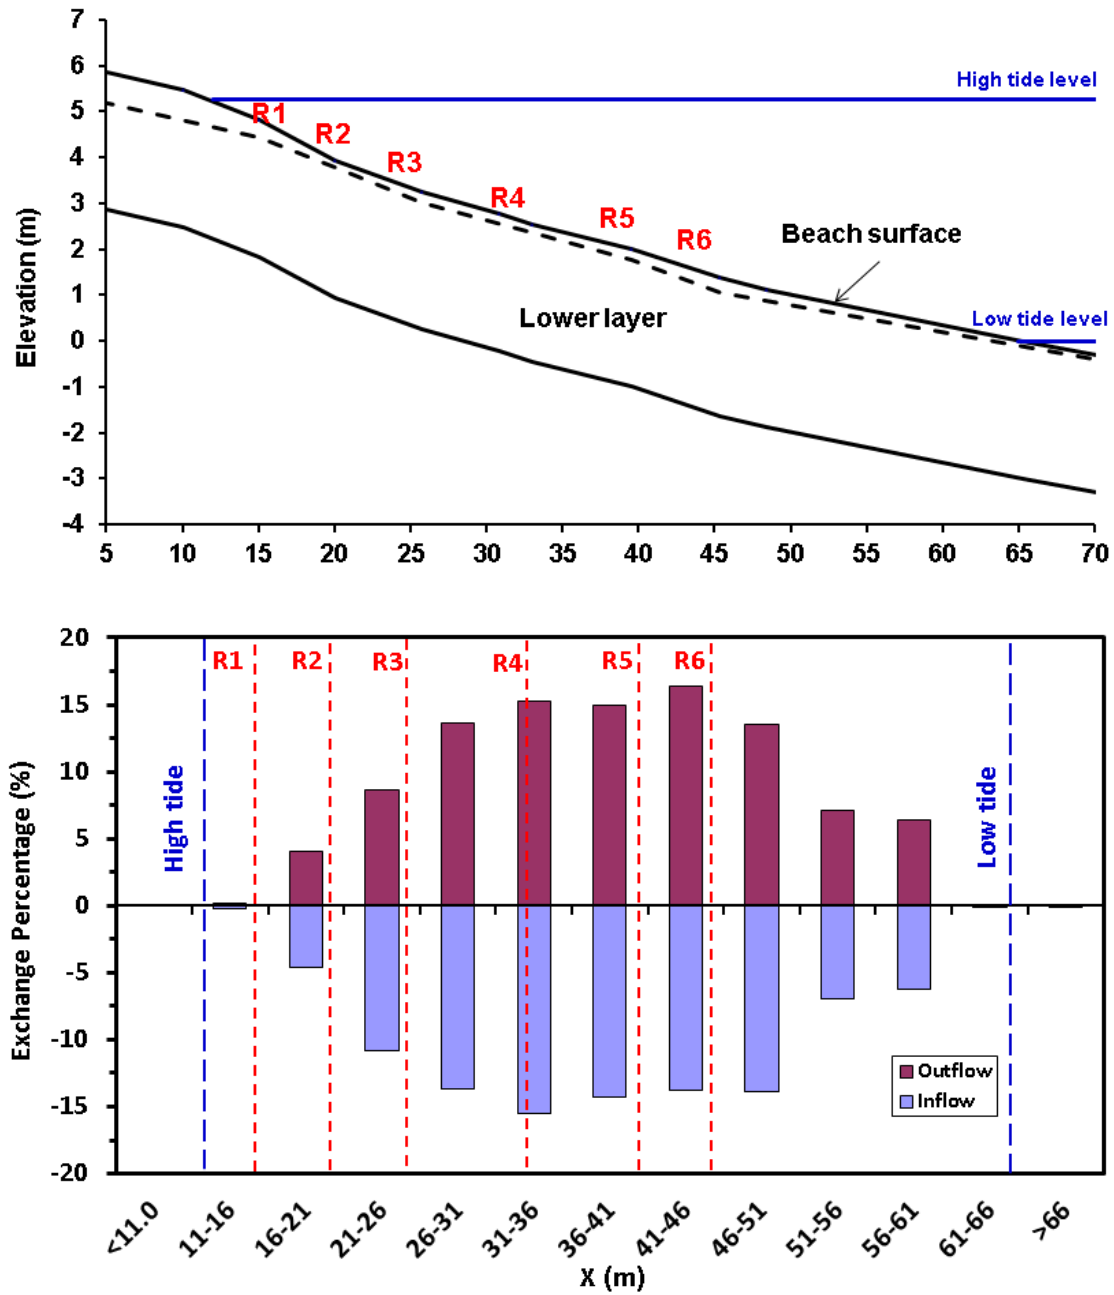 7
6
High tide level
5
R1
R2
4
R3
3
R4
R5
R6
Beach surface
2
1
Lower layer
Low tide level
0
-1
-2
-3
-4
Elevation (m)
5 10 15 20 25 30 35 40 45 50 55 60 65 70
20
R1 R2 R3 R4 R5 R6
15
10
5
0
-5
-10
-15
-20
Exchange Percentage (%)
High tide
Low tide
Outflow
Inflow
<11.0 11-16 16-21 21-26 26-31 31-36 36-41 41-46 46-51 51-56 56-61 61-66 >66
X (m)